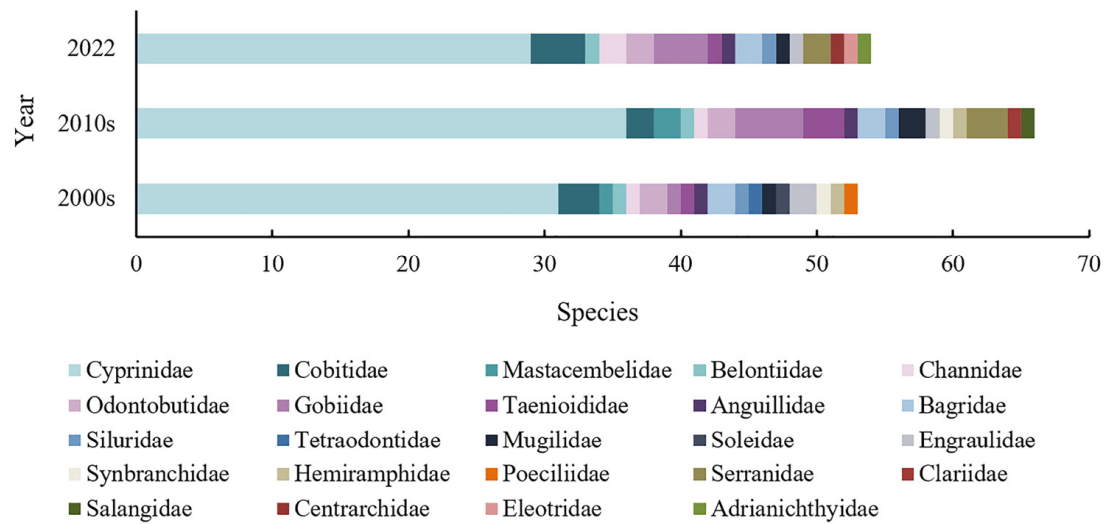 2022
2010s
2000s
Year
0 10 20 30 40 50 60 70
Species
Cyprinidae Cobitidae Mastacembelidae Belontiidae Channidae
Odontobutidae Gobiidae Taenioididae Anguillidae Bagridae
Siluridae Tetraodontidae Mugilidae Soleidae Engraulidae
Synbranchidae Hemiramphidae Poeciliidae Serranidae Clariidae
Salangidae Centrarchidae Eleotridae Adrianichthyidae